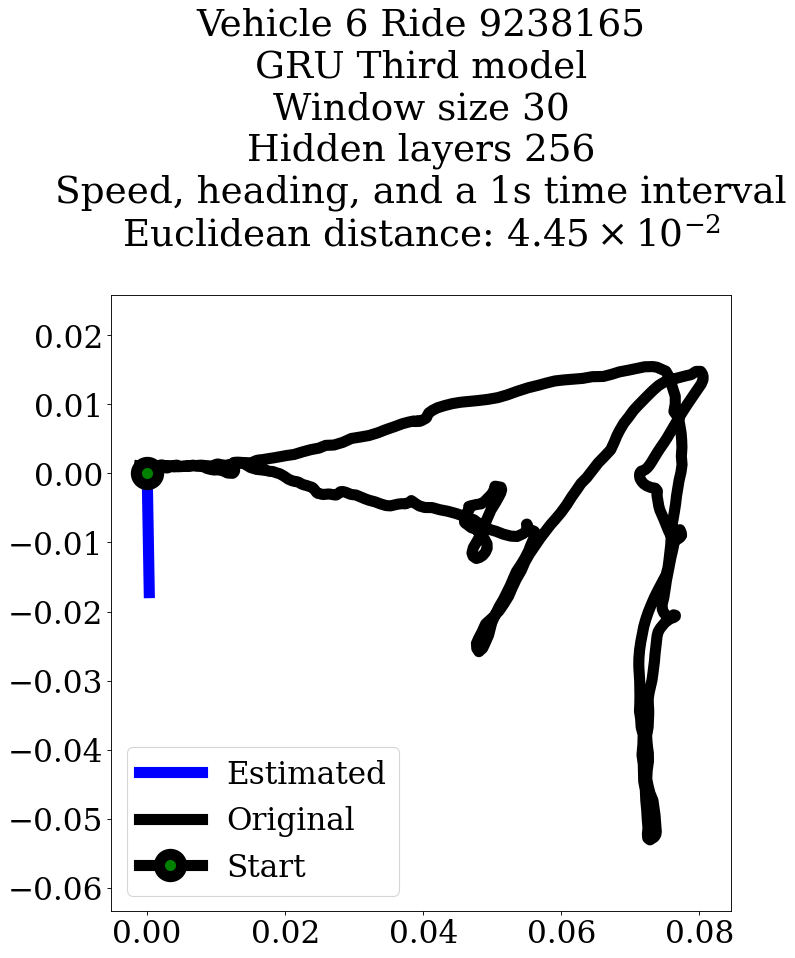 Vehicle 6 Ride 9238165
GRU Third model
Window size 30
Hidden layers 256
Speed, heading, and a 1s time interval
Euclidean distance: 4.45 × 10⁻²
0.02
0.01
0.00
−0.01
−0.02
−0.03
−0.04
−0.05
−0.06
Estimated
Original
Start
0.00 0.02 0.04 0.06 0.08